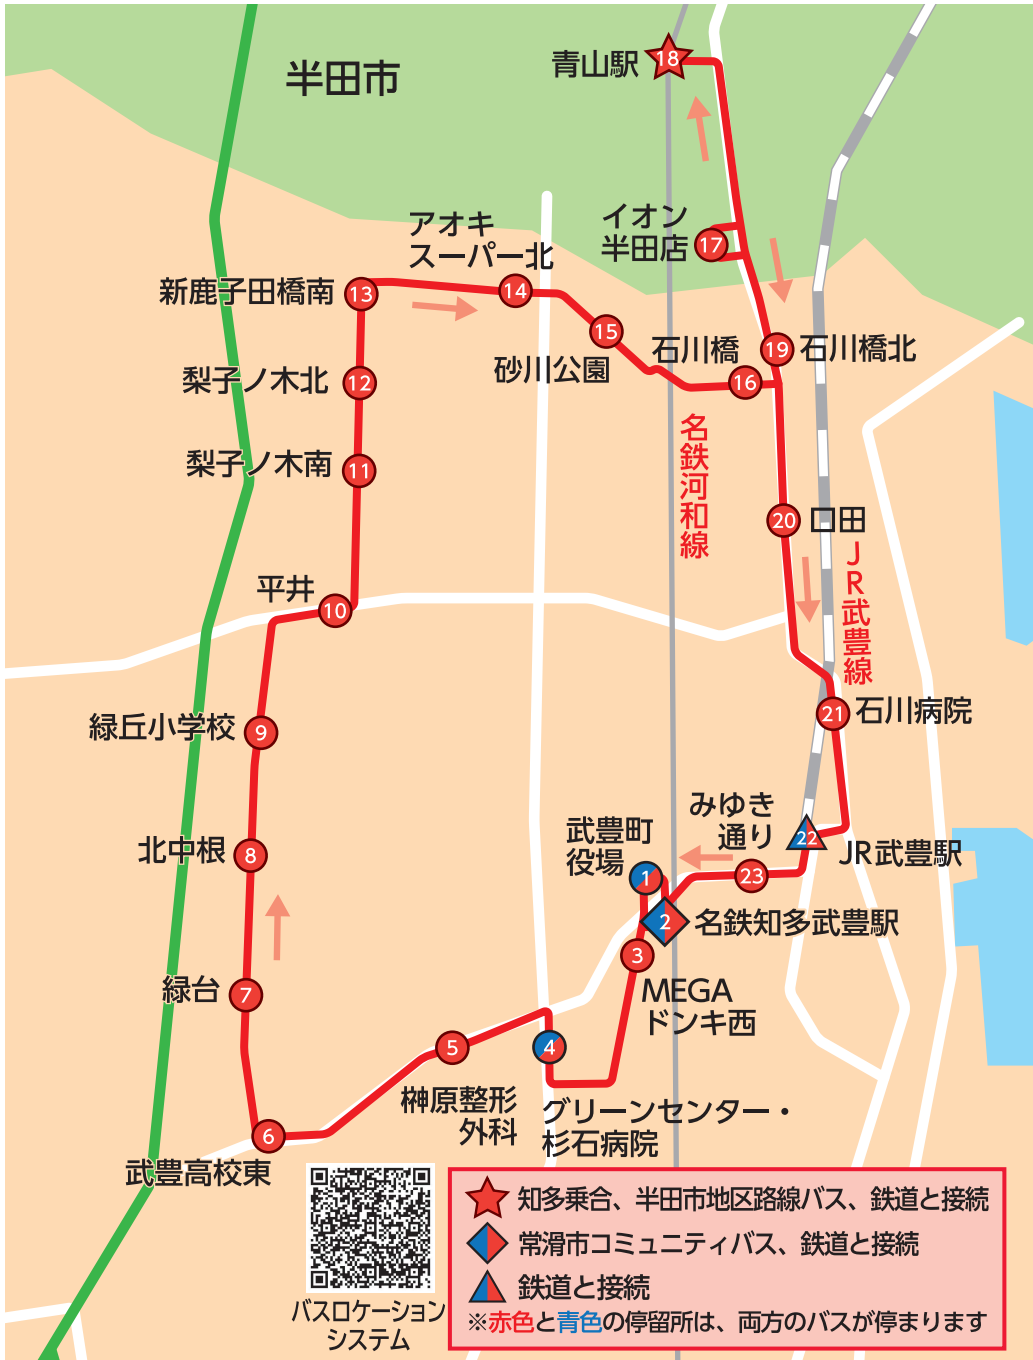 半田市
青山駅
18
イオン
半田店
17
アオキ
スーパー北
14
新鹿子田橋南
13
15
砂川公園
石川橋
16
19
石川橋北
梨子ノ木北
12
梨子ノ木南
11
名鉄河和線
20
口田
JR武豊線
平井
10
緑丘小学校
9
21
石川病院
みゆき
通り
23
22
JR武豊駅
武豊町
役場
1
北中根
8
2
名鉄知多武豊駅
3
MEGA
ドンキ西
緑台
7
5
榊原整形
外科
4
グリーンセンター・
杉石病院
6
武豊高校東
バスロケーション
システム
知多乗合、半田市地区路線バス、鉄道と接続
常滑市コミュニティバス、鉄道と接続
鉄道と接続
※赤色と青色の停留所は、両方のバスが停まります